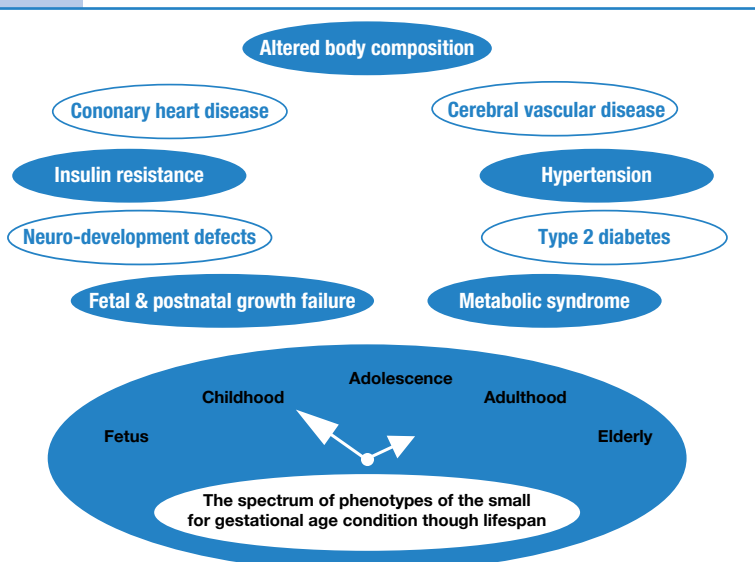 Altered body composition
Cononary heart disease
Cerebral vascular disease
Insulin resistance
Hypertension
Neuro-development defects
Type 2 diabetes
Fetal & postnatal growth failure
Metabolic syndrome
Fetus
Childhood
Adolescence
Adulthood
Elderly
The spectrum of phenotypes of the small
for gestational age condition though lifespan